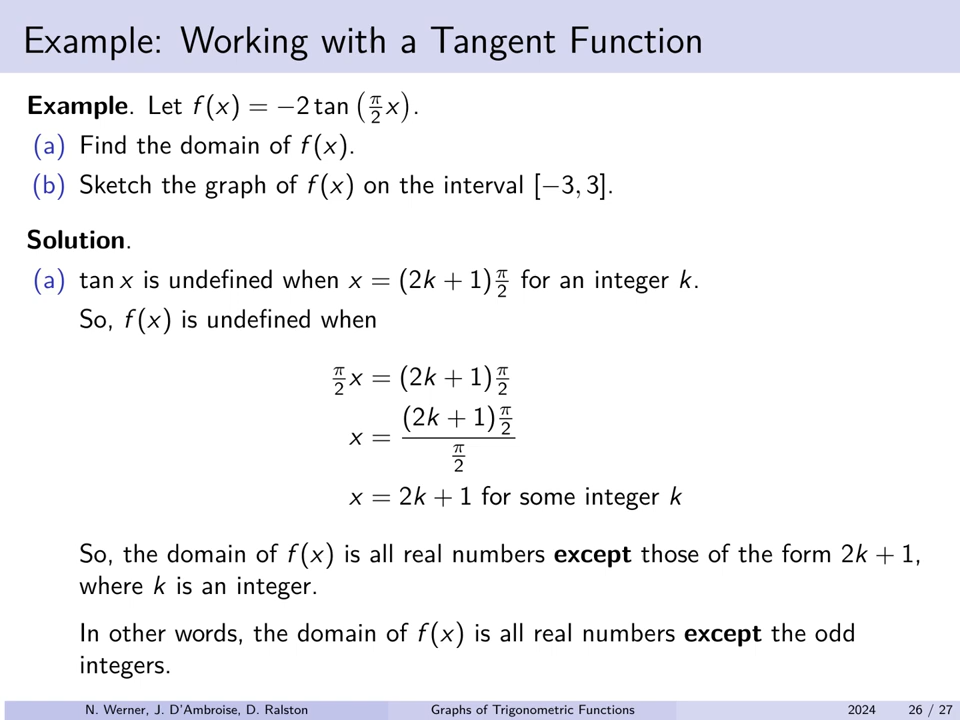 Example: Working with a Tangent Function
Example. Let f(x) = −2 tan (π/2 x).
(a) Find the domain of f(x).
(b) Sketch the graph of f(x) on the interval [−3, 3].
Solution.
(a) tan x is undefined when x = (2k + 1)π/2 for an integer k.
So, f(x) is undefined when
π/2 x = (2k + 1)π/2
x = (2k + 1)π/2 / π/2
x = 2k + 1 for some integer k
So, the domain of f(x) is all real numbers except those of the form 2k + 1,
where k is an integer.
In other words, the domain of f(x) is all real numbers except the odd
integers.
N. Werner, J. D'Ambroise, D. Ralston Graphs of Trigonometric Functions 2024 26 / 27